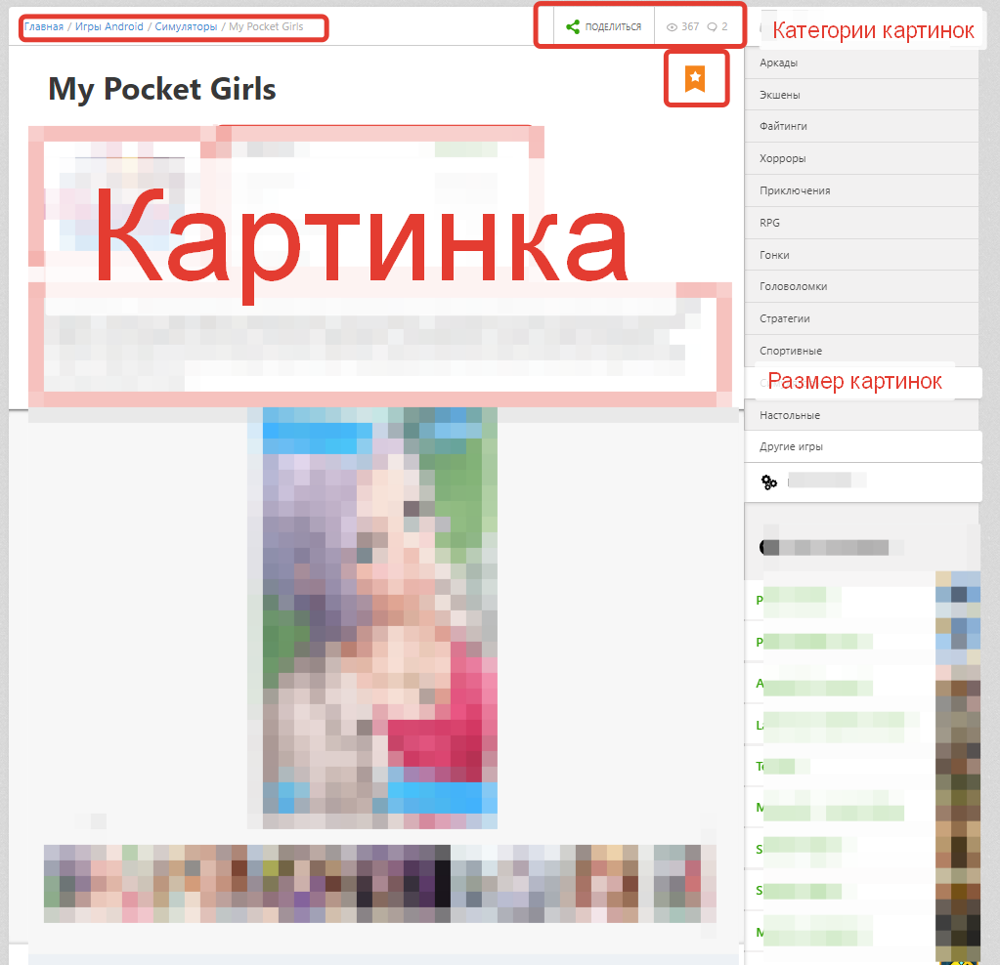 Главная / Игры Android / Симуляторы / My Pocket Girls
ПОДЕЛИТЬСЯ 367 2
My Pocket Girls
Картинка
Категории картинок
Аркады
Экшены
Файтинги
Хорроры
Приключения
RPG
Гонки
Головоломки
Стратегии
Спортивные
Размер картинок
Настольные
Другие игры